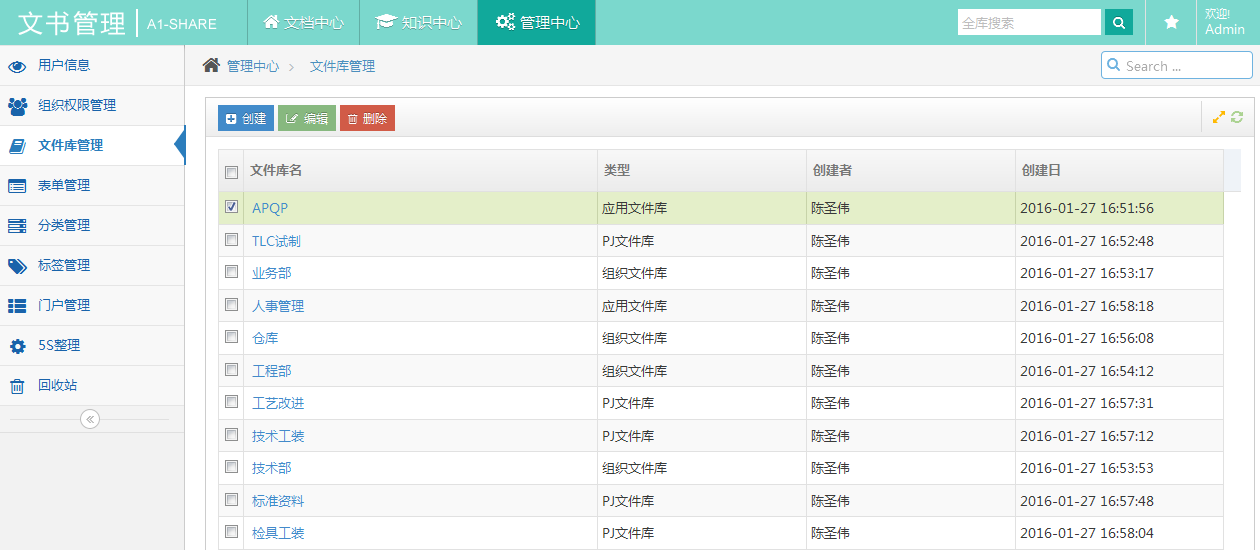 文书管理 A1-SHARE 文档中心 知识中心 管理中心 全库搜索 欢迎! Admin
用户信息
组织权限管理
文件库管理
表单管理
分类管理
标签管理
门户管理
5S整理
回收站
管理中心 文件库管理 Search ...
创建 编辑 删除
文件库名 类型 创建者 创建日
APQP 应用文件库 陈圣伟 2016-01-27 16:51:56
TLC试制 PJ文件库 陈圣伟 2016-01-27 16:52:48
业务部 组织文件库 陈圣伟 2016-01-27 16:53:17
人事管理 应用文件库 陈圣伟 2016-01-27 16:58:18
仓库 组织文件库 陈圣伟 2016-01-27 16:56:08
工程部 组织文件库 陈圣伟 2016-01-27 16:54:12
工艺改进 PJ文件库 陈圣伟 2016-01-27 16:57:31
技术工装 PJ文件库 陈圣伟 2016-01-27 16:57:12
技术部 组织文件库 陈圣伟 2016-01-27 16:53:53
标准资料 PJ文件库 陈圣伟 2016-01-27 16:57:48
检具工装 PJ文件库 陈圣伟 2016-01-27 16:58:04